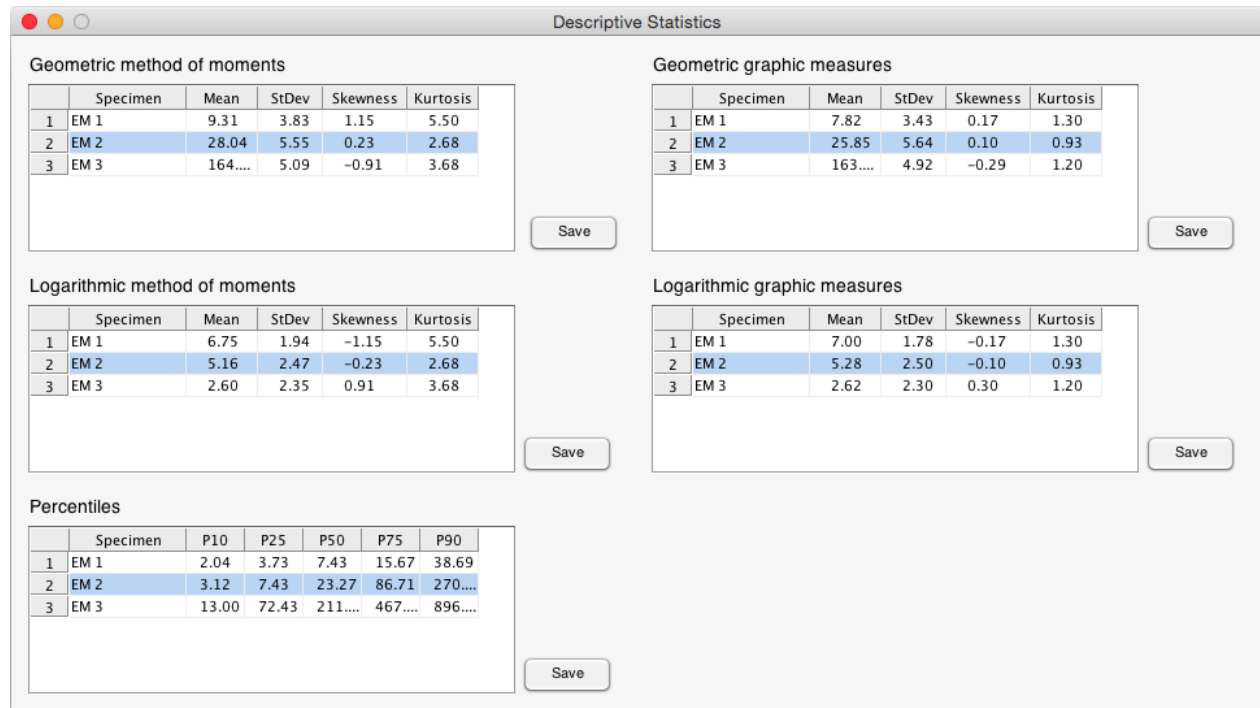 Descriptive Statistics
Geometric method of moments
Specimen Mean StDev Skewness Kurtosis
1 EM 1 9.31 3.83 1.15 5.50
2 EM 2 28.04 5.55 0.23 2.68
3 EM 3 164.... 5.09 −0.91 3.68
Save
Geometric graphic measures
Specimen Mean StDev Skewness Kurtosis
1 EM 1 7.82 3.43 0.17 1.30
2 EM 2 25.85 5.64 0.10 0.93
3 EM 3 163.... 4.92 −0.29 1.20
Save
Logarithmic method of moments
Specimen Mean StDev Skewness Kurtosis
1 EM 1 6.75 1.94 −1.15 5.50
2 EM 2 5.16 2.47 −0.23 2.68
3 EM 3 2.60 2.35 0.91 3.68
Save
Logarithmic graphic measures
Specimen Mean StDev Skewness Kurtosis
1 EM 1 7.00 1.78 −0.17 1.30
2 EM 2 5.28 2.50 −0.10 0.93
3 EM 3 2.62 2.30 0.30 1.20
Save
Percentiles
Specimen P10 P25 P50 P75 P90
1 EM 1 2.04 3.73 7.43 15.67 38.69
2 EM 2 3.12 7.43 23.27 86.71 270....
3 EM 3 13.00 72.43 211.... 467.... 896....
Save